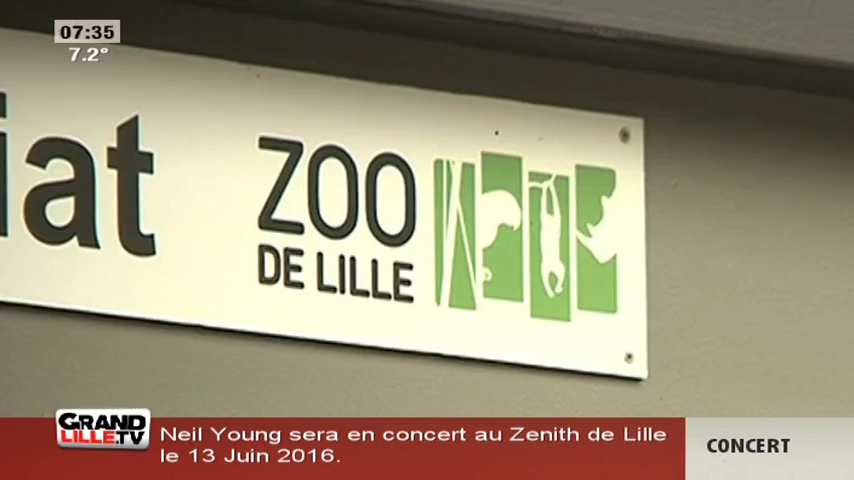 07:35
7.2°
iat
ZOO
DE LILLE
GRAND
LILLE.TV
Neil Young sera en concert au Zenith de Lille
le 13 Juin 2016.
CONCERT